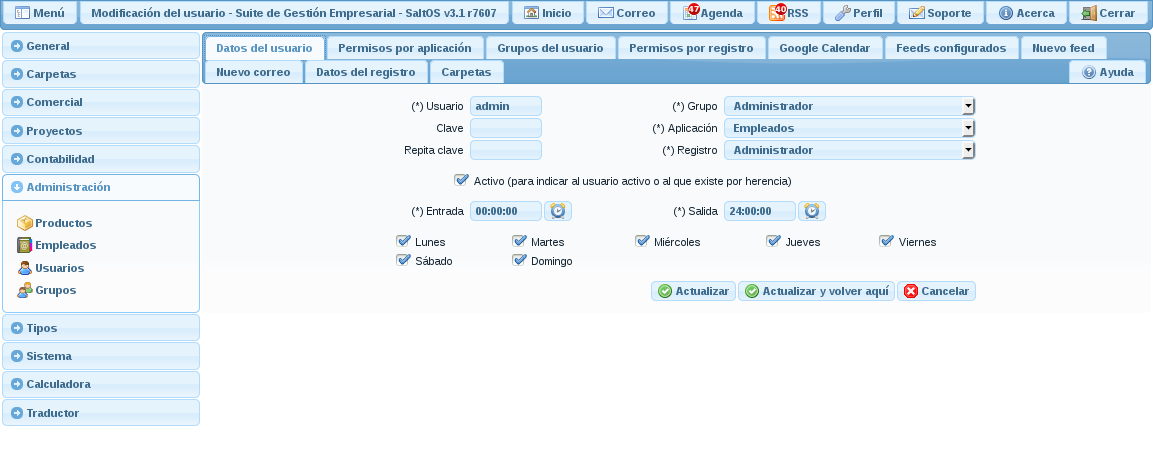 Menú Modificación del usuario - Suite de Gestión Empresarial - SaltOS v3.1 r7607 Inicio Correo 47 Agenda 40 RSS Perfil Soporte Acerca Cerrar
General
Carpetas
Comercial
Proyectos
Contabilidad
Administración
Productos
Empleados
Usuarios
Grupos
Tipos
Sistema
Calculadora
Traductor
Datos del usuario Permisos por aplicación Grupos del usuario Permisos por registro Google Calendar Feeds configurados Nuevo feed
Nuevo correo Datos del registro Carpetas Ayuda
(*) Usuario admin (*) Grupo Administrador
Clave (*) Aplicación Empleados
Repita clave (*) Registro Administrador
Activo (para indicar al usuario activo o al que existe por herencia)
(*) Entrada 00:00:00 (*) Salida 24:00:00
Lunes Martes Miércoles Jueves Viernes
Sábado Domingo
Actualizar Actualizar y volver aquí Cancelar